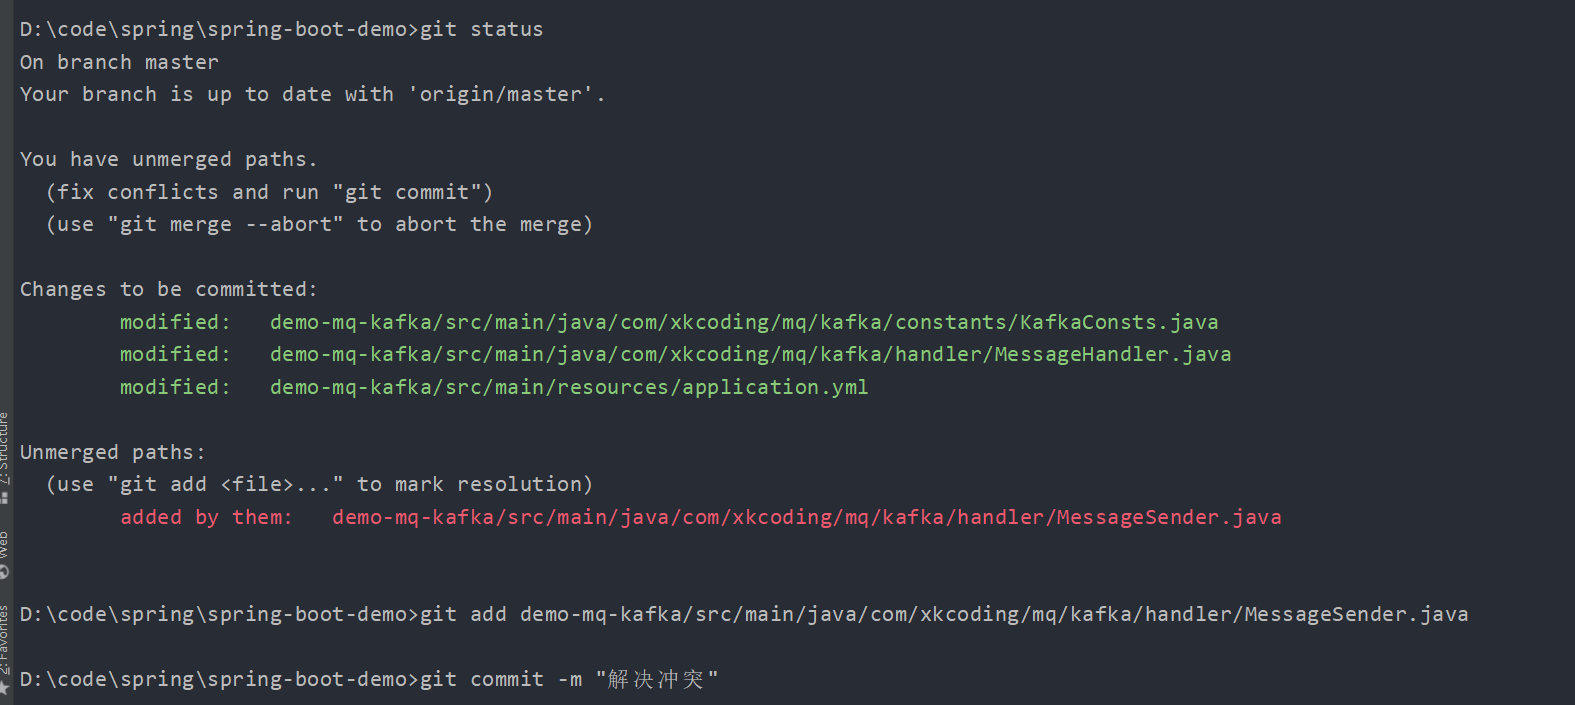 D:\code\spring\spring-boot-demo>git status
On branch master
Your branch is up to date with 'origin/master'.
You have unmerged paths.
  (fix conflicts and run "git commit")
  (use "git merge --abort" to abort the merge)
Changes to be committed:
        modified:   demo-mq-kafka/src/main/java/com/xkcoding/mq/kafka/constants/KafkaConsts.java
        modified:   demo-mq-kafka/src/main/java/com/xkcoding/mq/kafka/handler/MessageHandler.java
        modified:   demo-mq-kafka/src/main/resources/application.yml
Unmerged paths:
  (use "git add <file>..." to mark resolution)
        added by them:   demo-mq-kafka/src/main/java/com/xkcoding/mq/kafka/handler/MessageSender.java
D:\code\spring\spring-boot-demo>git add demo-mq-kafka/src/main/java/com/xkcoding/mq/kafka/handler/MessageSender.java
D:\code\spring\spring-boot-demo>git commit -m "解决冲突"
7: Structure
Web
2: Favorites